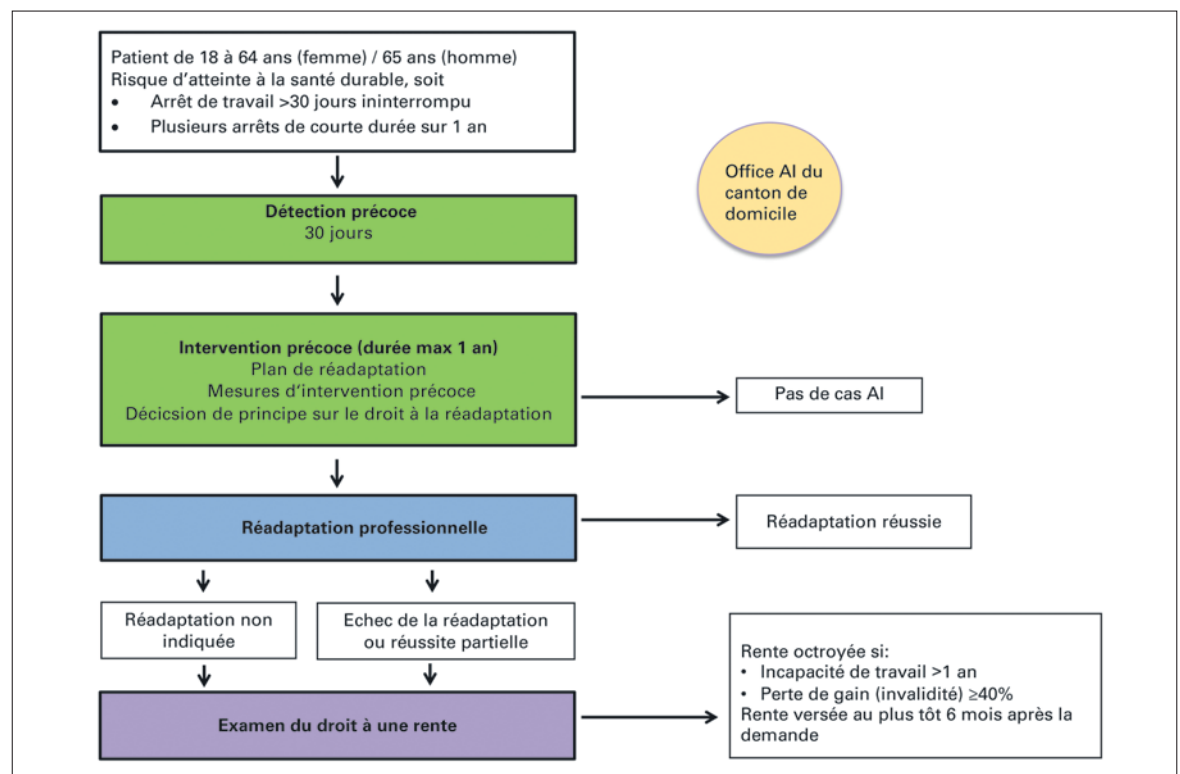 Patient de 18 à 64 ans (femme) / 65 ans (homme)
Risque d'atteinte à la santé durable, soit
• Arrêt de travail >30 jours ininterrompu
• Plusieurs arrêts de courte durée sur 1 an
Office AI du
canton de
domicile
Détection précoce
30 jours
Intervention précoce (durée max 1 an)
Plan de réadaptation
Mesures d'intervention précoce
Décicsion de principe sur le droit à la réadaptation
Pas de cas AI
Réadaptation professionnelle
Réadaptation réussie
Réadaptation non
indiquée
Echec de la réadaptation
ou réussite partielle
Examen du droit à une rente
Rente octroyée si:
• Incapacité de travail >1 an
• Perte de gain (invalidité) ≥40%
Rente versée au plus tôt 6 mois après la
demande